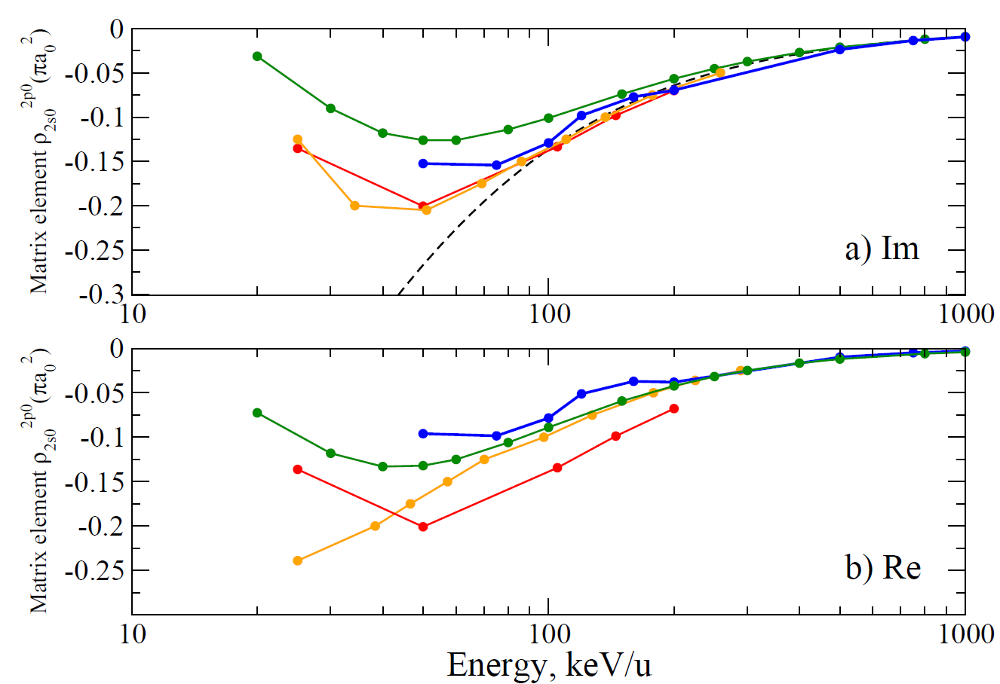 0
-0.05
-0.1
-0.15
-0.2
-0.25
-0.3
Matrix element ρ2s0 2p0(πa0 2)
a) Im
10 100 1000
0
-0.05
-0.1
-0.15
-0.2
-0.25
Matrix element ρ2s0 2p0(πa0 2)
b) Re
10 100 1000
Energy, keV/u